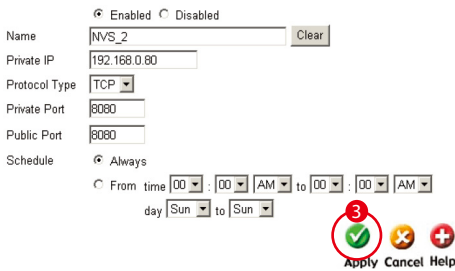 Enabled Disabled
Name NVS_2 Clear
Private IP 192.168.0.80
Protocol Type TCP
Private Port 8080
Public Port 8080
Schedule Always
From time 00 : 00 AM to 00 : 00 AM
day Sun to Sun
3
Apply Cancel Help